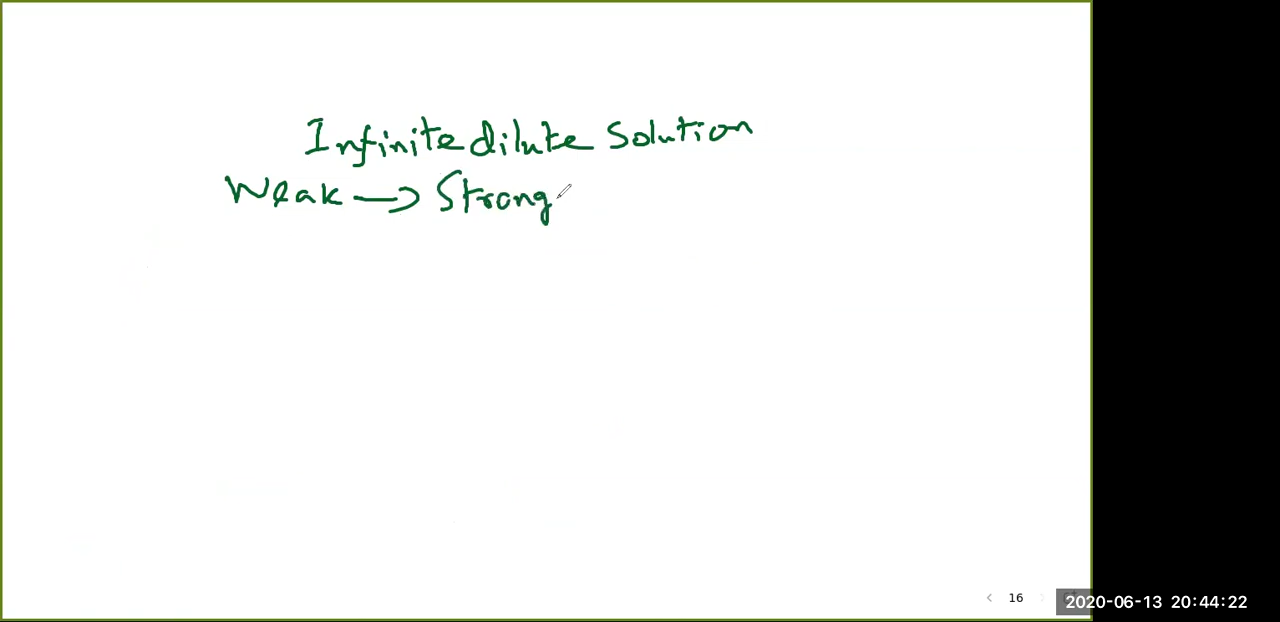 Infinite dilute solution
Weak → Strong
16
2020-06-13 20:44:22